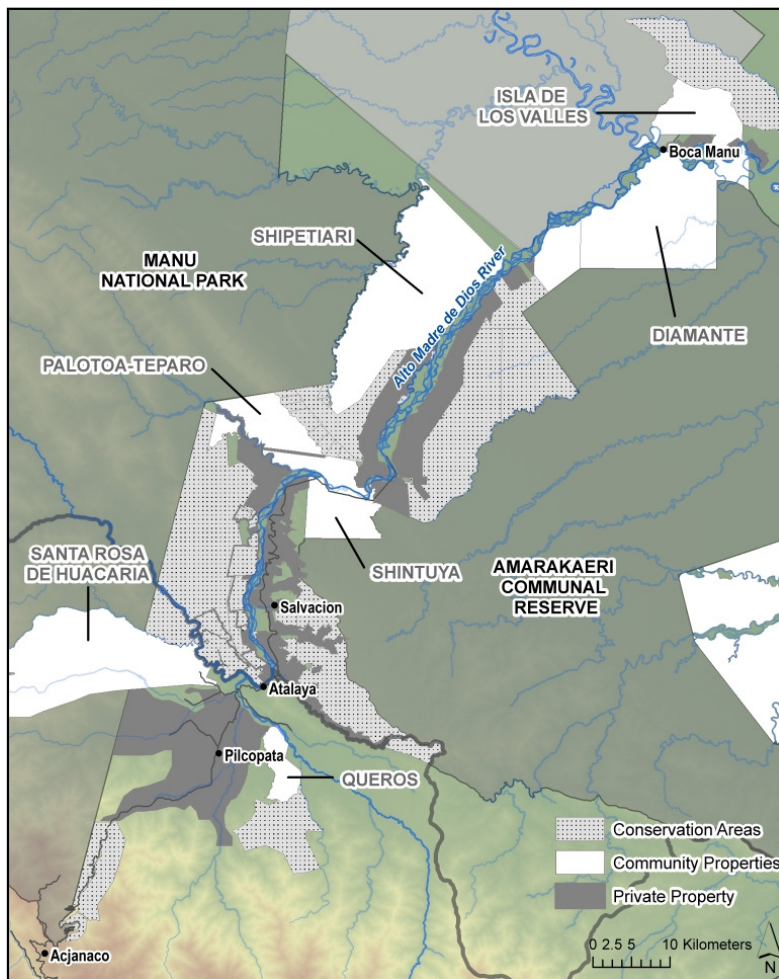 ISLA DE
LOS VALLES
Boca Manu
SHIPETIARI
MANU
NATIONAL PARK
Alto Madre de Dios River
DIAMANTE
PALOTOA-TEPARO
SANTA ROSA
DE HUACARIA
SHINTUYA
AMARAKAERI
COMMUNAL
RESERVE
Salvacion
Atalaya
Pilcopata
QUEROS
Conservation Areas
Community Properties
Private Property
Acjanaco
0 2.5 5 10 Kilometers
N